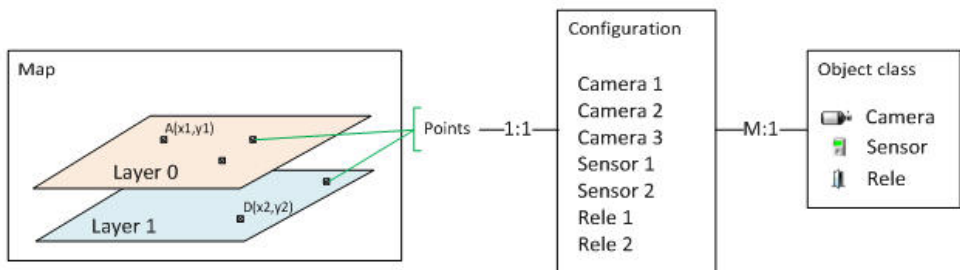 Map
A(x1,y1)
Layer 0
D(x2,y2)
Layer 1
Points
1:1
Configuration
Camera 1
Camera 2
Camera 3
Sensor 1
Sensor 2
Rele 1
Rele 2
M:1
Object class
Camera
Sensor
Rele